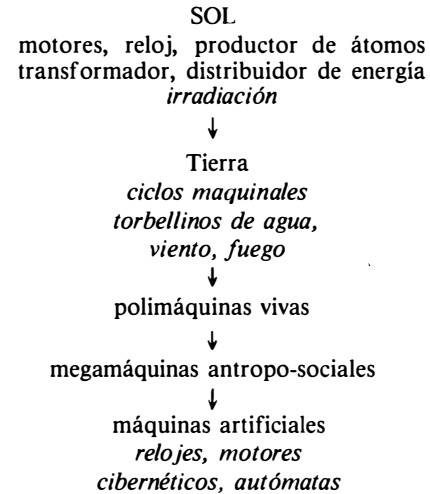 SOL
motores, reloj, productor de átomos
transformador, distribuidor de energía
irradiación
↓
Tierra
ciclos maquinales
torbellinos de agua,
viento, fuego
↓
polimáquinas vivas
↓
megamáquinas antropo-sociales
↓
máquinas artificiales
relojes, motores
cibernéticos, autómatas